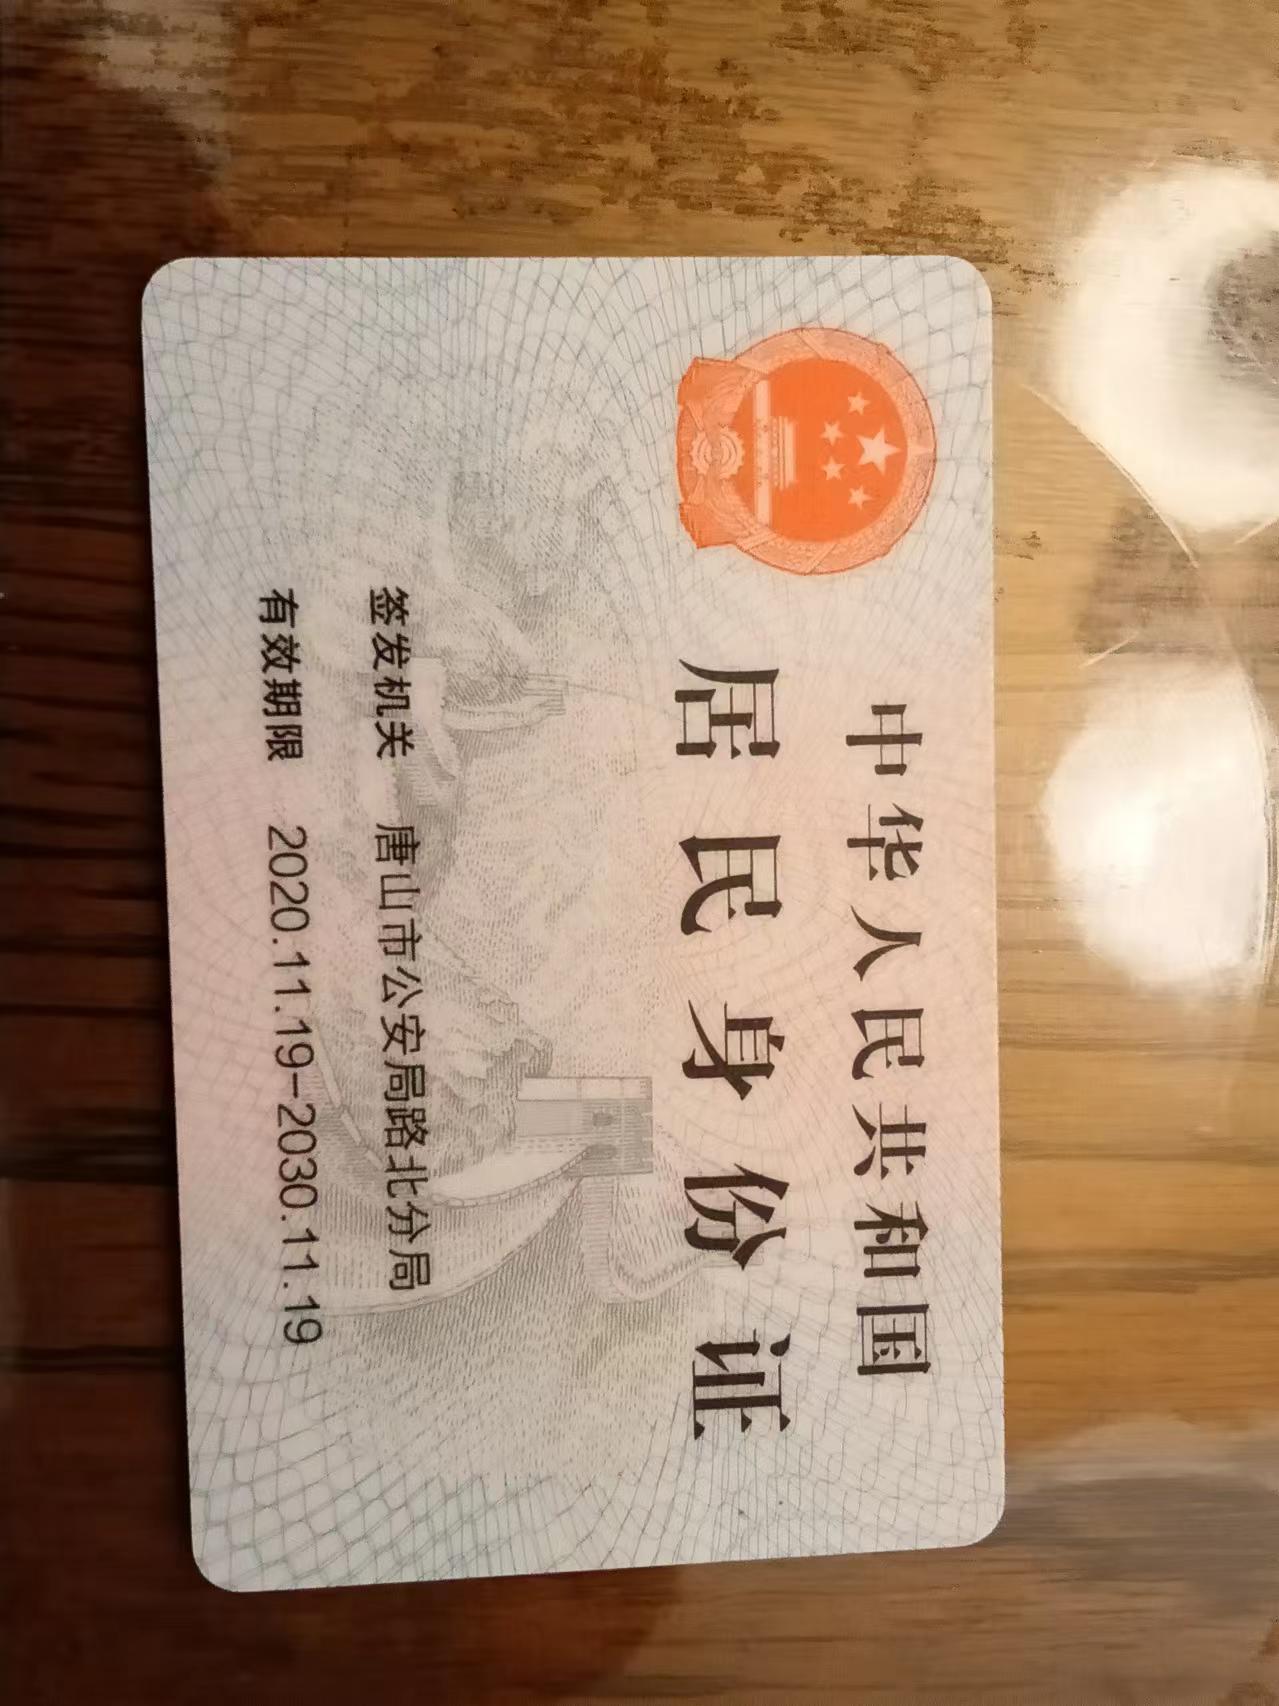 中华人民共和国
居民身份证
签发机关 唐山市公安局路北分局
有效期限 2020.11.19-2030.11.19